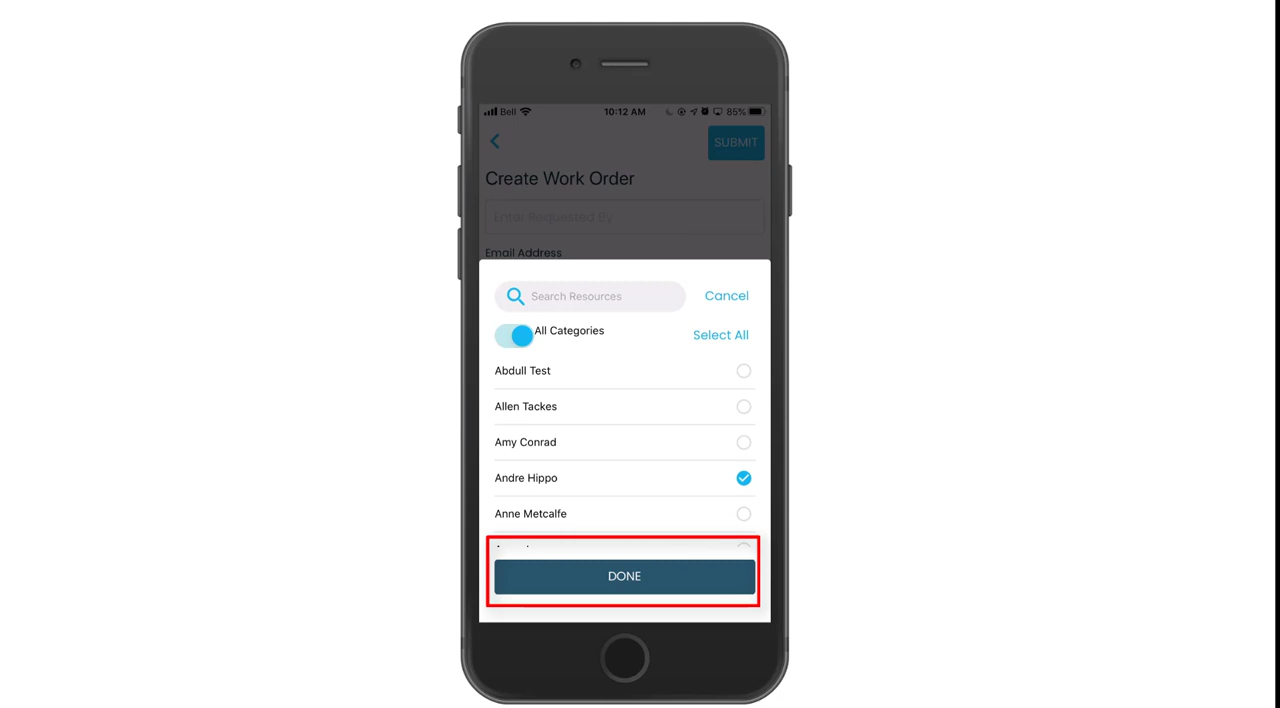 Bell 10:12 AM 85%
SUBMIT
Create Work Order
Enter Requested By
Email Address
Search Resources Cancel
All Categories Select All
Abdull Test
Allen Tackes
Amy Conrad
Andre Hippo
Anne Metcalfe
DONE